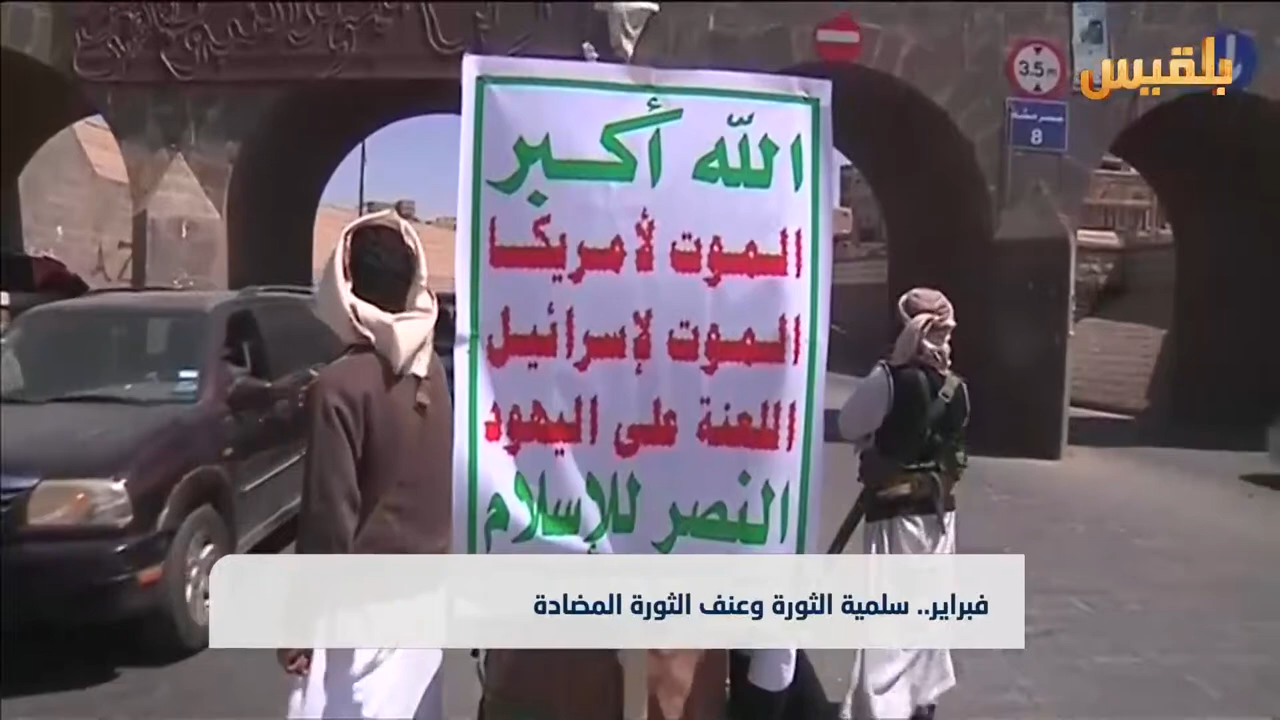 بلقيس
3.5 m
8
الله أكبر
الموت لأمريكا
الموت لإسرائيل
اللعنة على اليهود
النصر للإسلام
فبراير.. سلمية الثورة وعنف الثورة المضادة